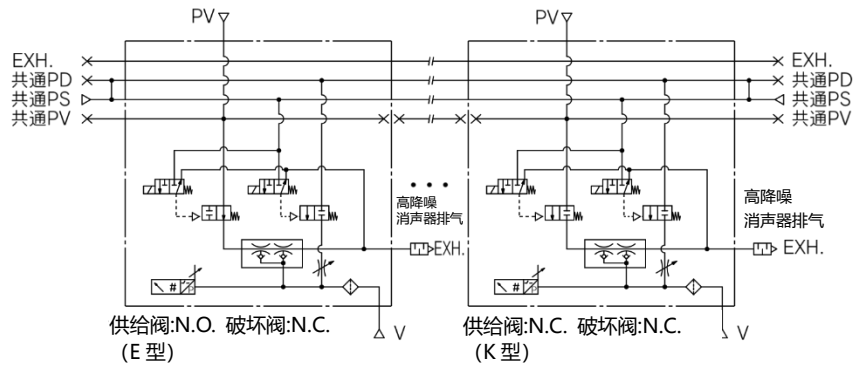 PV PV
EXH. EXH.
共通PD 共通PD
共通PS 共通PS
共通PV 共通PV
高降噪
消声器排气
EXH.
高降噪
消声器排气
EXH.
# #
V V
供给阀:N.O. 破坏阀:N.C.
（E 型）
供给阀:N.C. 破坏阀:N.C.
（K 型）